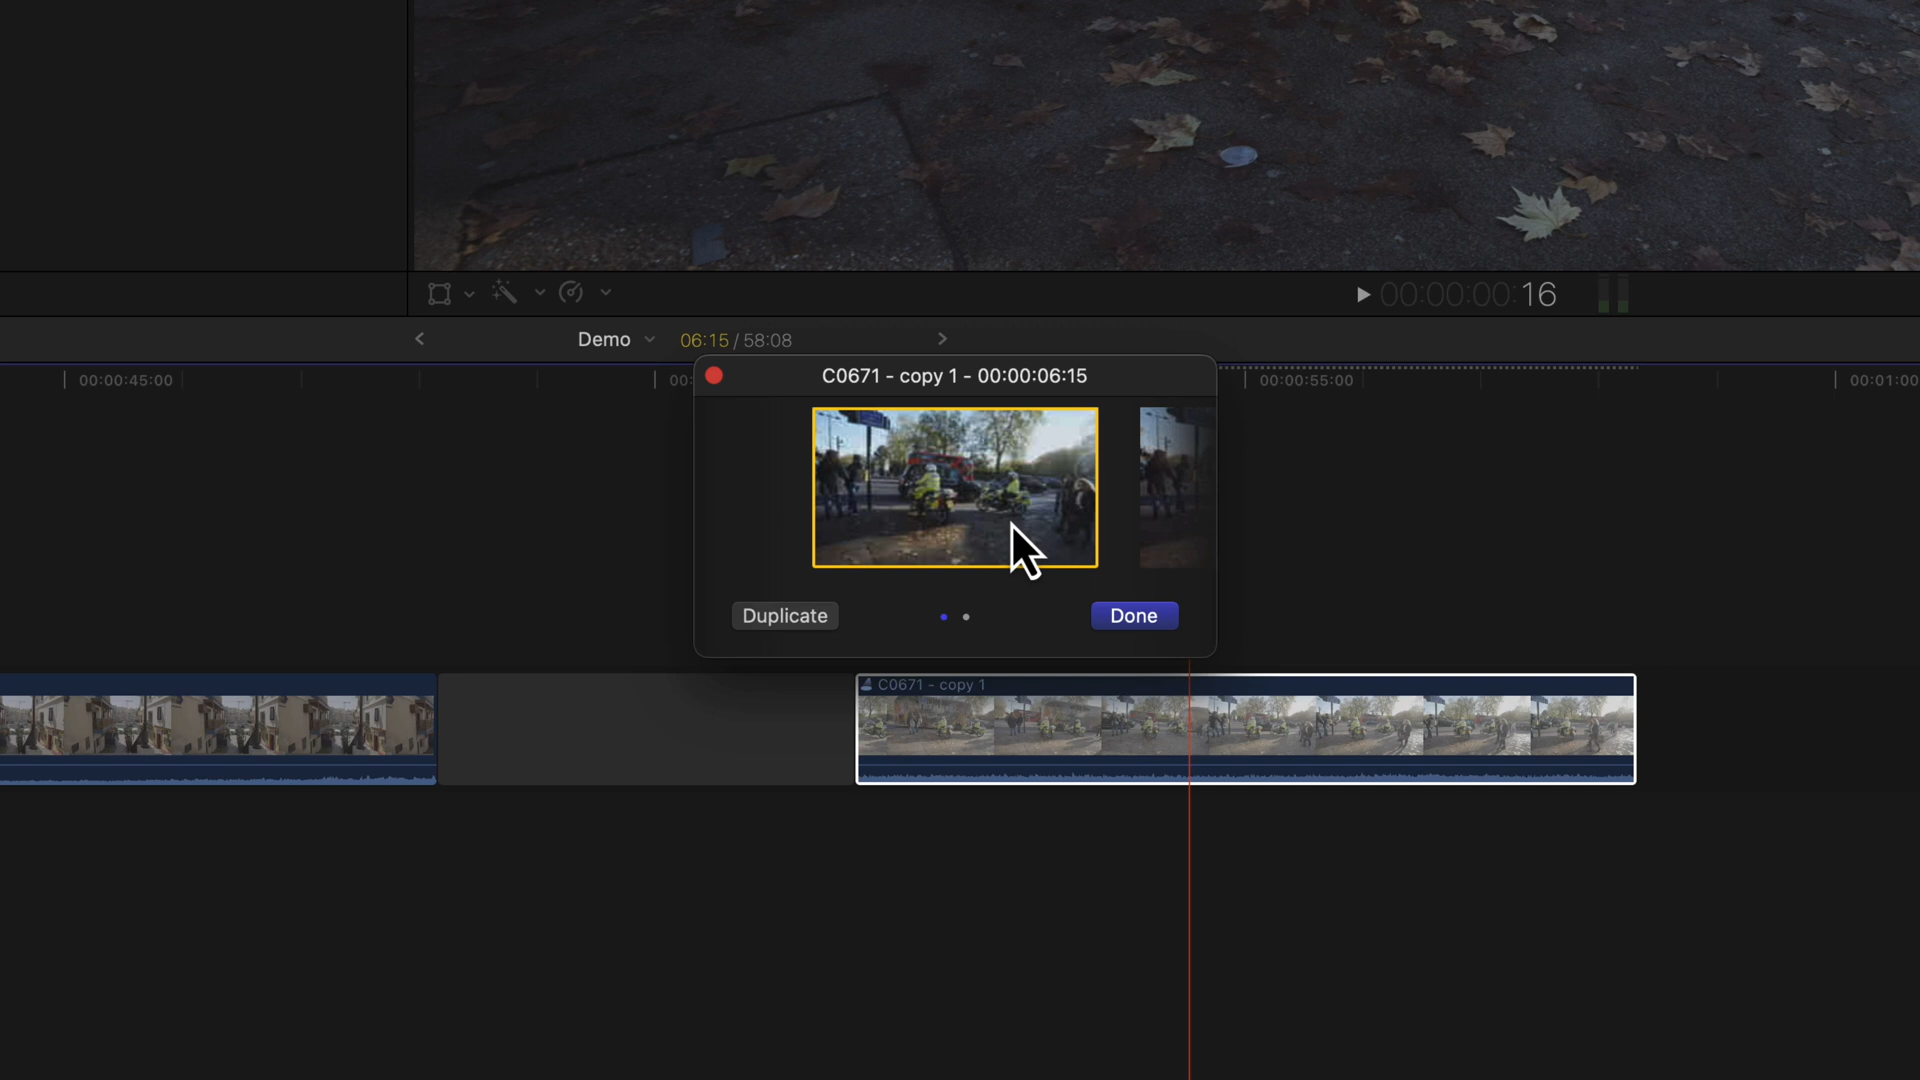 00:00:00:16
Demo
06:15 / 58:08
00:00:45:00
00:
00:00:55:00
00:01:00
C0671 - copy 1 - 00:00:06:15
Duplicate
Done
C0671 - copy 1